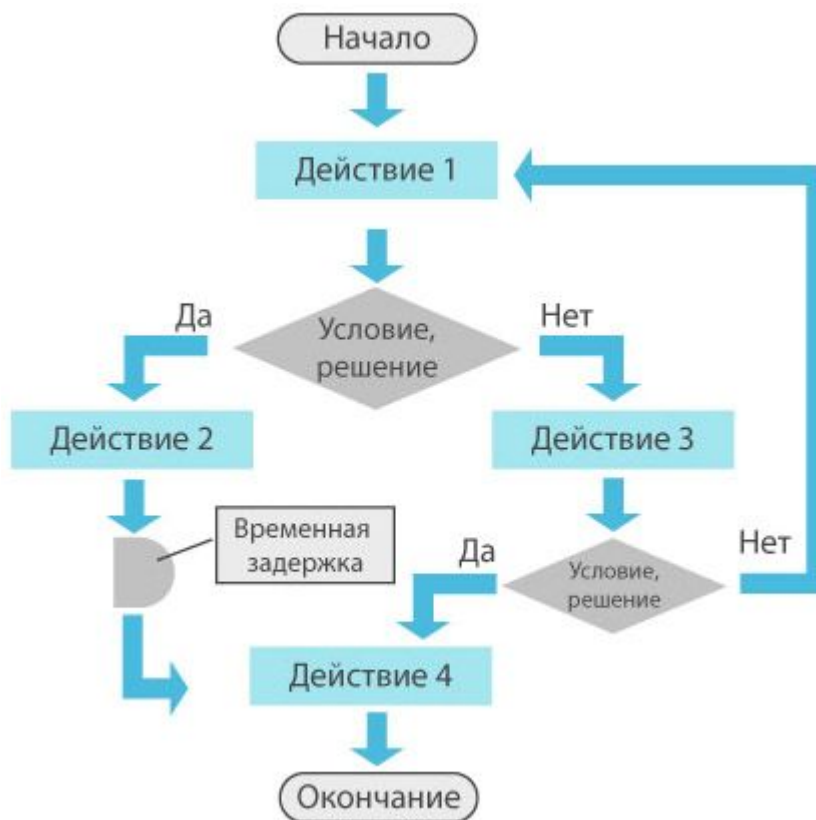 Начало
Действие 1
Да
Нет
Условие,
решение
Действие 2
Действие 3
Временная
задержка
Да
Нет
Условие,
решение
Действие 4
Окончание